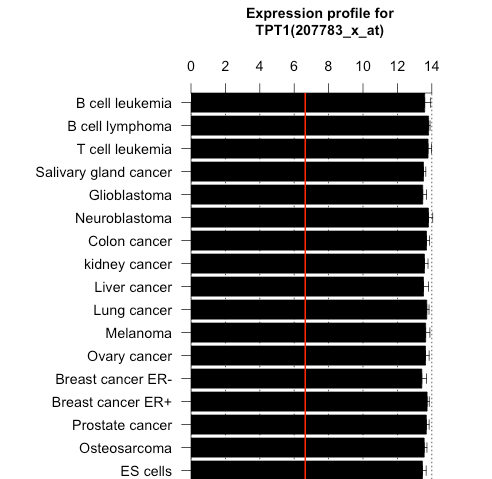 Expression profile for
TPT1(207783_x_at)
0 2 4 6 8 10 12 14
B cell leukemia
B cell lymphoma
T cell leukemia
Salivary gland cancer
Glioblastoma
Neuroblastoma
Colon cancer
kidney cancer
Liver cancer
Lung cancer
Melanoma
Ovary cancer
Breast cancer ER-
Breast cancer ER+
Prostate cancer
Osteosarcoma
ES cells